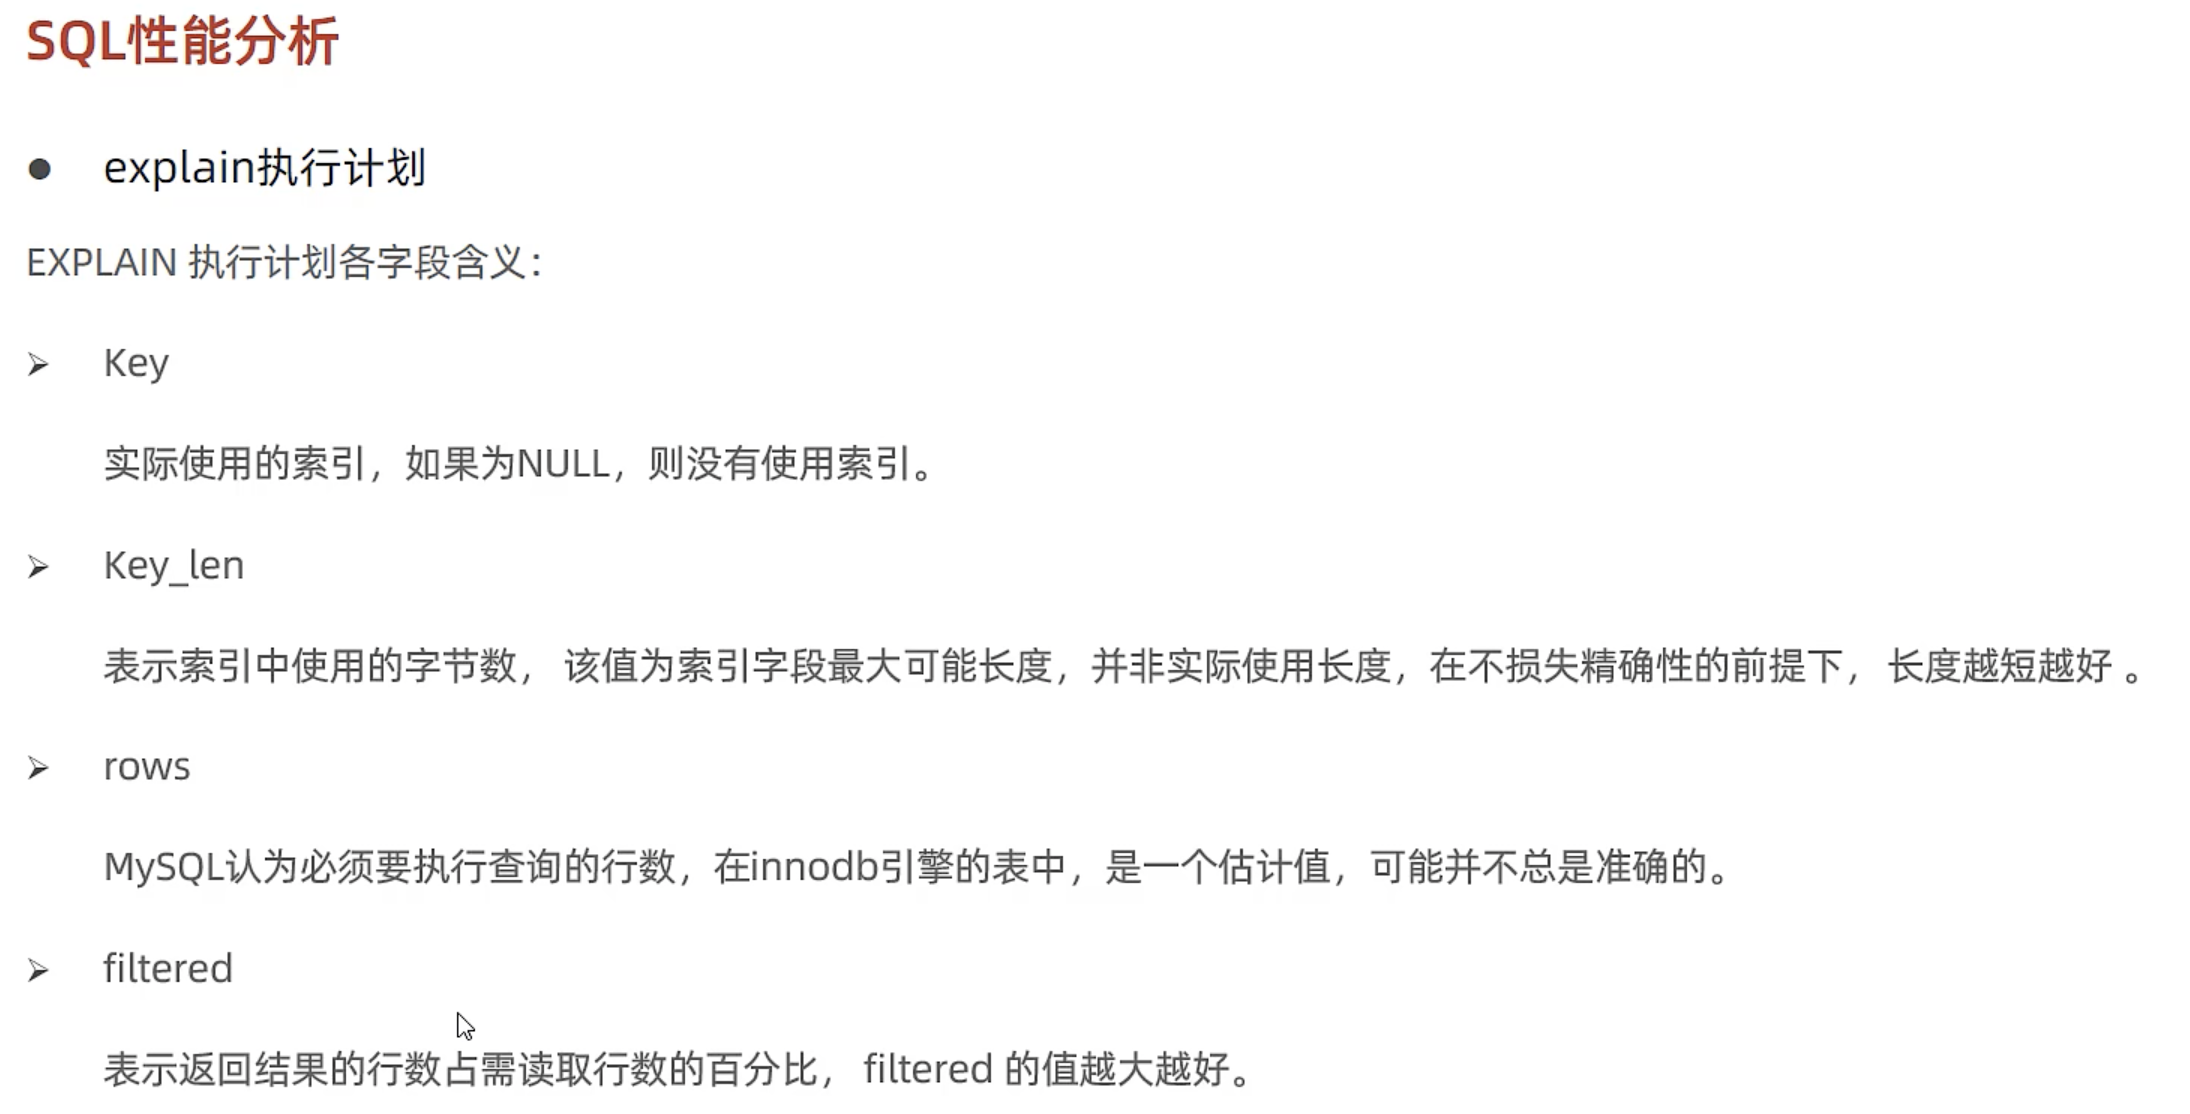 SQL性能分析
explain执行计划
EXPLAIN 执行计划各字段含义：
Key
实际使用的索引，如果为NULL，则没有使用索引。
Key_len
表示索引中使用的字节数， 该值为索引字段最大可能长度，并非实际使用长度，在不损失精确性的前提下， 长度越短越好 。
rows
MySQL认为必须要执行查询的行数，在innodb引擎的表中，是一个估计值，可能并不总是准确的。
filtered
表示返回结果的行数占需读取行数的百分比， filtered 的值越大越好。